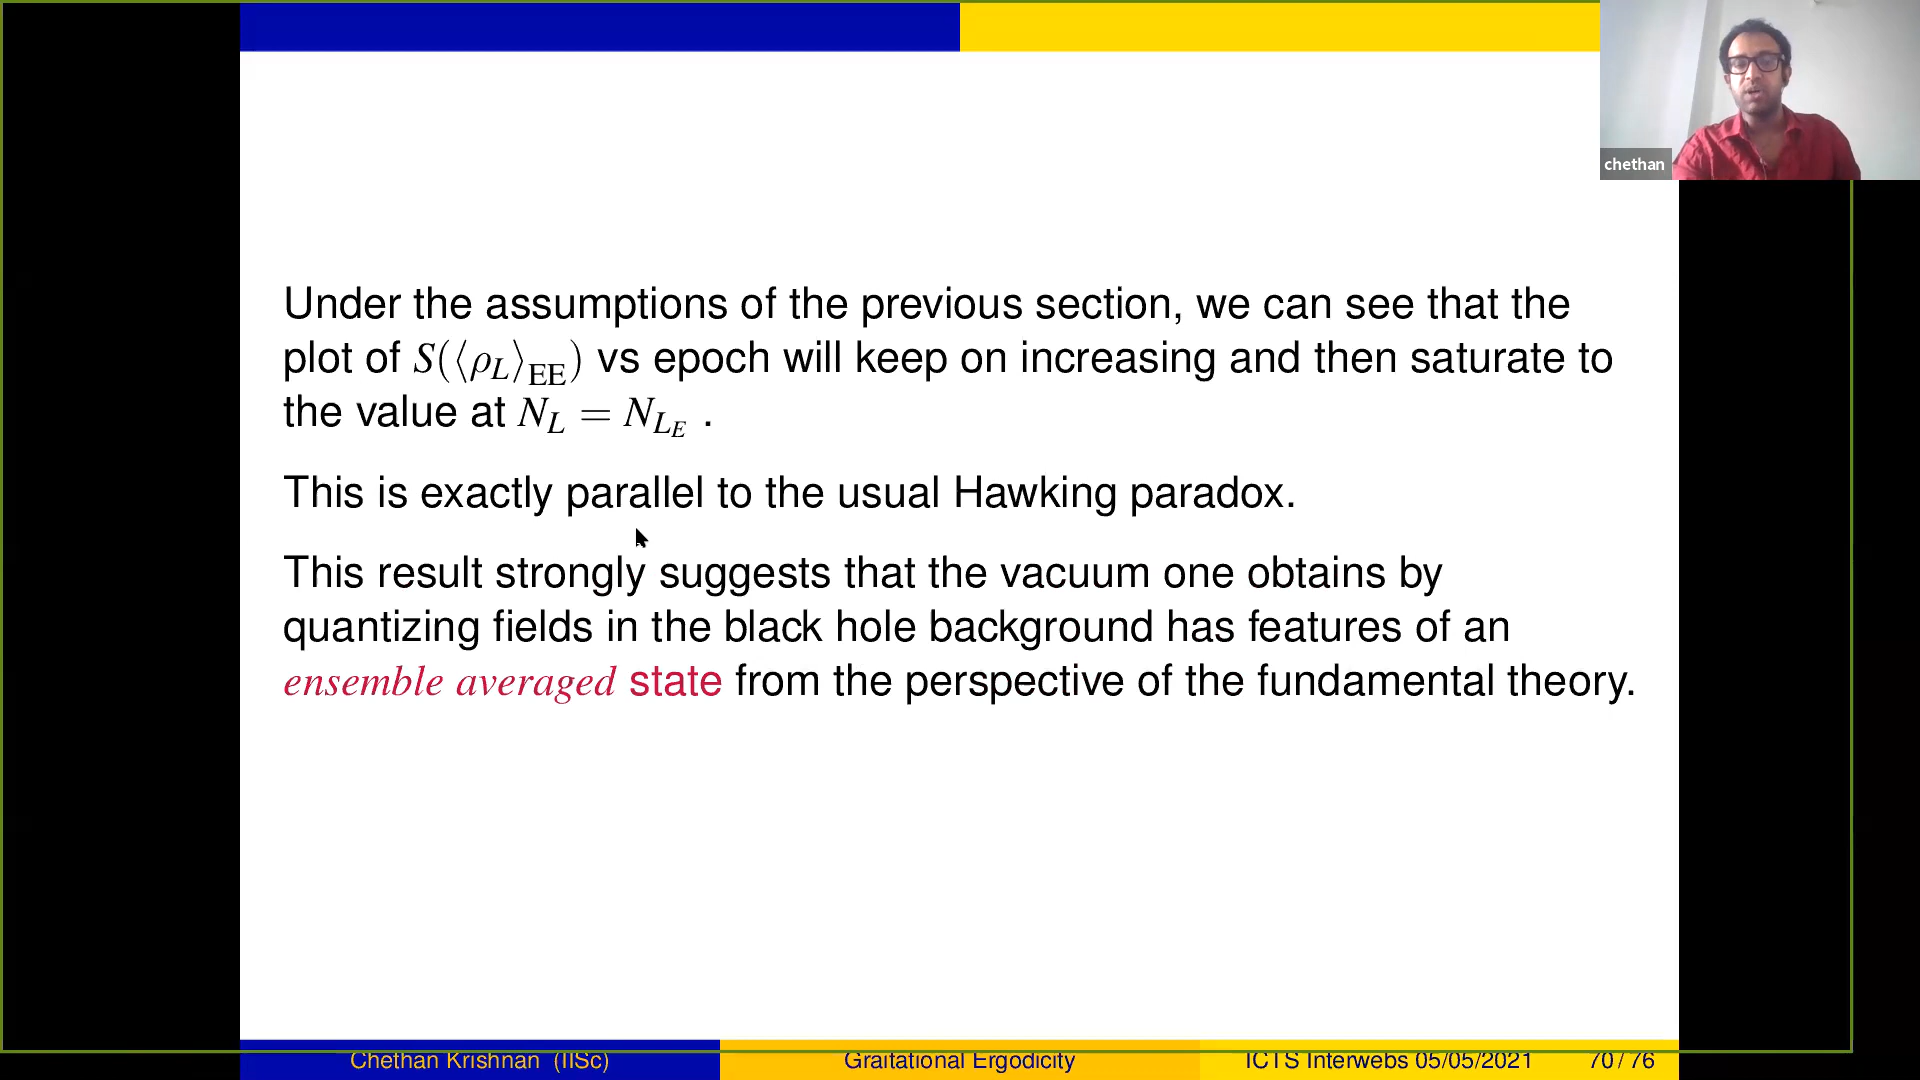 chethan
Under the assumptions of the previous section, we can see that the
plot of S(⟨ρ_L⟩_EE) vs epoch will keep on increasing and then saturate to
the value at N_L = N_{L_E} .
This is exactly parallel to the usual Hawking paradox.
This result strongly suggests that the vacuum one obtains by
quantizing fields in the black hole background has features of an
ensemble averaged state from the perspective of the fundamental theory.
Chethan Krishnan (IISc) Graitational Ergodicity ICTS Interwebs 05/05/2021 70 / 76